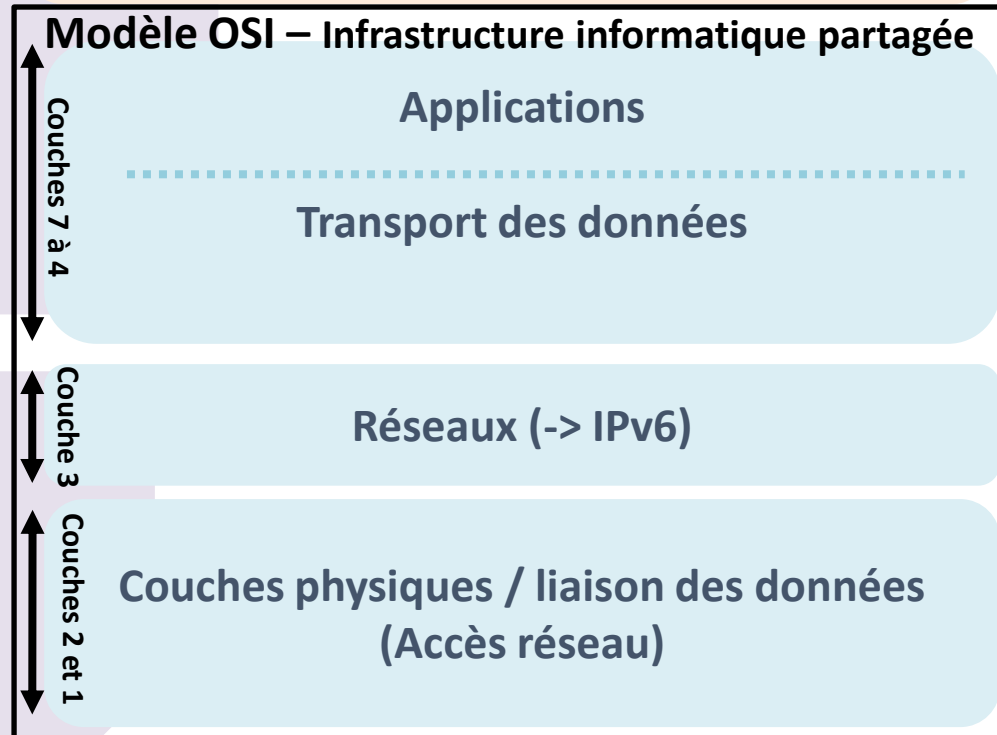 Modèle OSI – Infrastructure informatique partagée
Couches 7 à 4
Applications
Transport des données
Couche 3
Réseaux (-> IPv6)
Couches 2 et 1
Couches physiques / liaison des données
(Accès réseau)